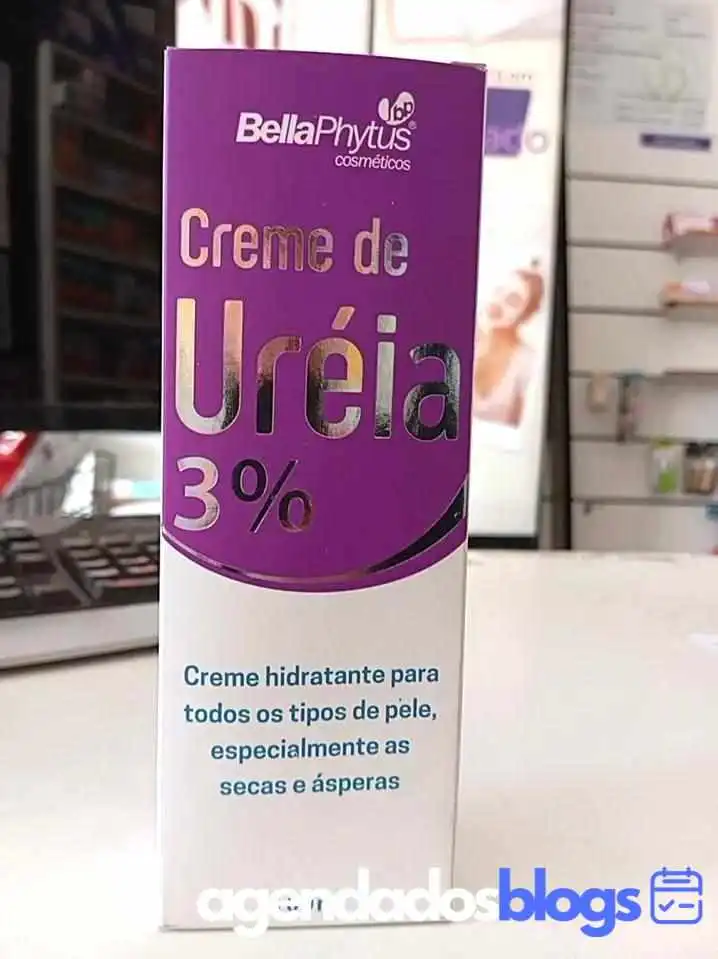 bp
BellaPhytus®
cosméticos
Creme de
Uréia
3%
Creme hidratante para
todos os tipos de pele,
especialmente as
secas e ásperas
agendadosblogs